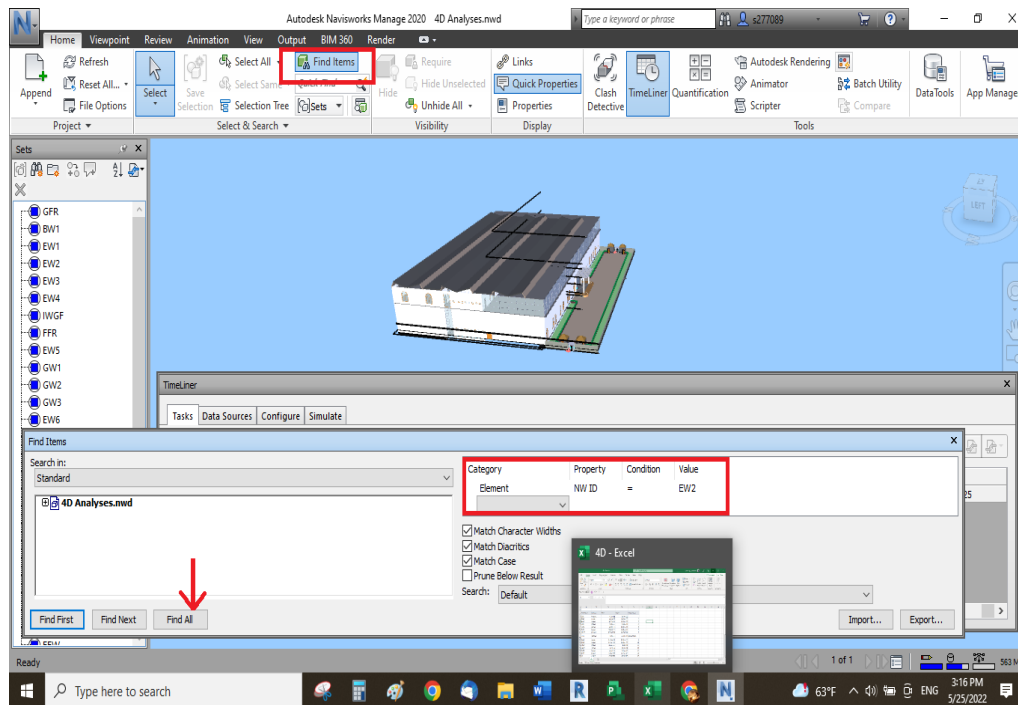 Autodesk Navisworks Manage 2020 4D Analyses.nwd
Type a keyword or phrase
s277089
Home Viewpoint Review Animation View Output BIM 360 Render
Append
Refresh
Reset All...
File Options
Project
Select
Save Selection
Select All
Select Same
Selection Tree
Find Items
Quick Find
Sets
Select & Search
Hide
Require
Hide Unselected
Unhide All
Visibility
Links
Quick Properties
Properties
Display
Clash Detective
TimeLiner
Quantification
Autodesk Rendering
Animator
Scripter
Batch Utility
Compare
DataTools
App Manage
Tools
Sets
GFR
BW1
EW1
EW2
EW3
EW4
IWGF
FFR
EW5
GW1
GW2
GW3
EW6
LEFT
TimeLiner
Tasks Data Sources Configure Simulate
Find Items
Search in:
Standard
4D Analyses.nwd
Category Property Condition Value
Element NW ID = EW2
Match Character Widths
Match Diacritics
Match Case
Prune Below Result
Search: Default
4D - Excel
25
Find First Find Next Find All
Import... Export...
Ready
1 of 1
563 M
Type here to search
63°F
ENG
3:16 PM
5/25/2022